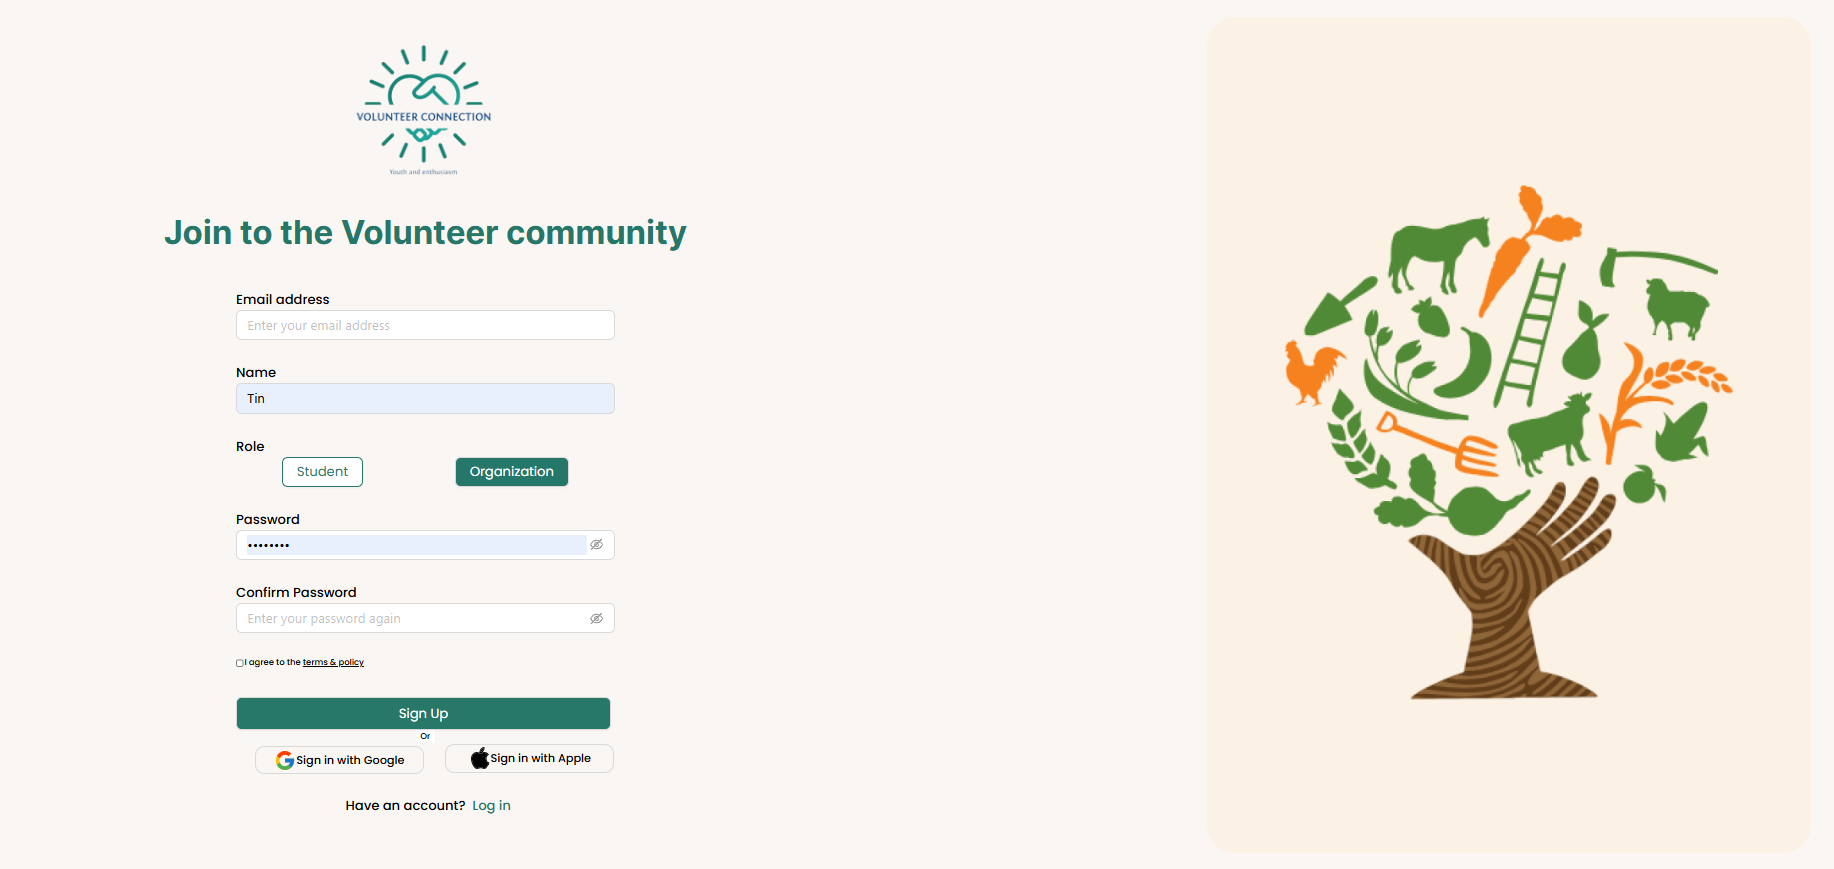 VOLUNTEER CONNECTION
Youth and enthusiasm
Join to the Volunteer community
Email address
Enter your email address
Name
Tin
Role
Student
Organization
Password
••••••••
Confirm Password
Enter your password again
I agree to the terms & policy
Sign Up
Or
Sign in with Google
Sign in with Apple
Have an account? Log in